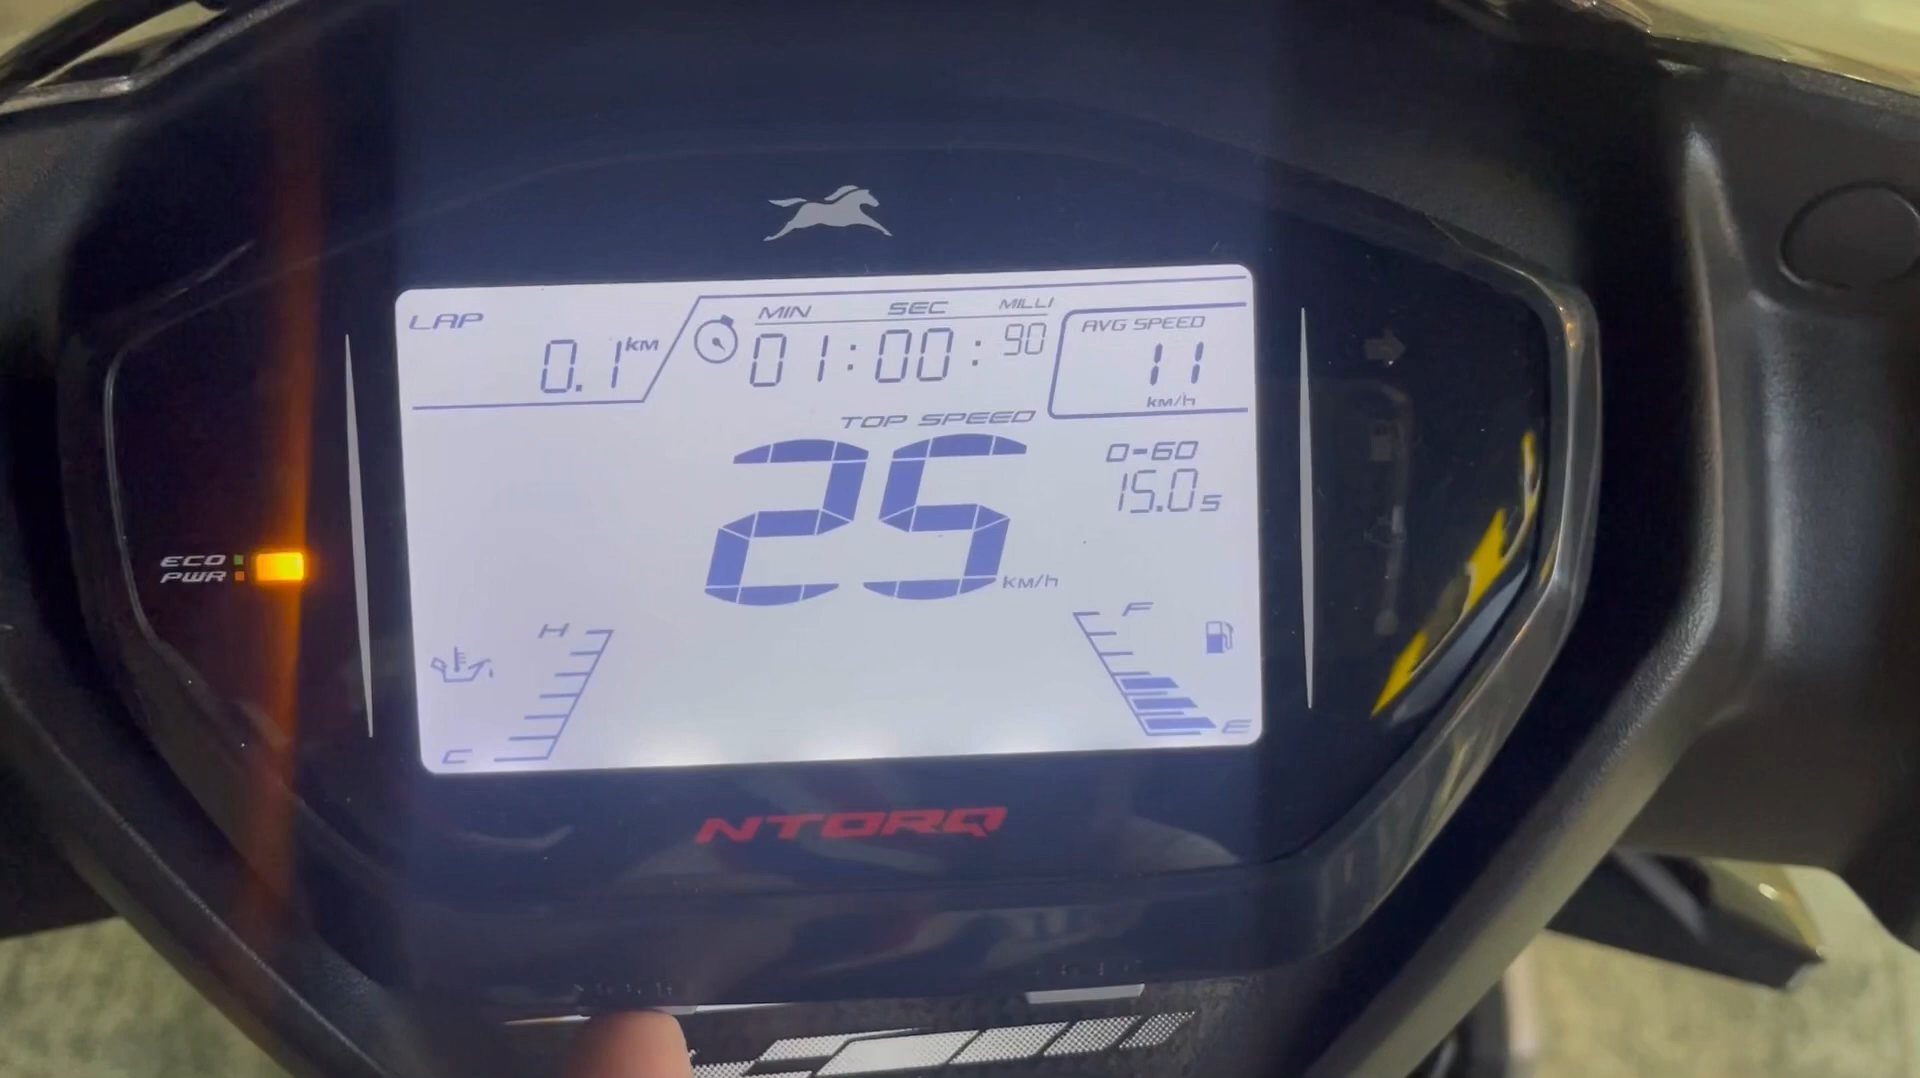 LAP
0.1 KM
MIN SEC MILLI
01:00:90
AVG SPEED
11
KM/H
TOP SPEED
25 KM/H
0-60
15.0 S
ECO
PWR
H
C
F
E
NTORQ